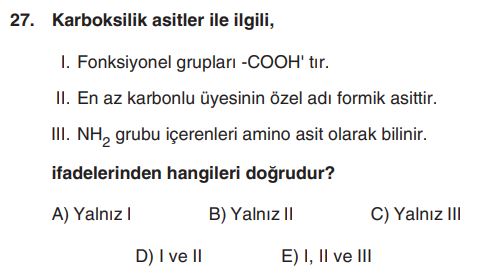 27. Karboksilik asitler ile ilgili,
I. Fonksiyonel grupları -COOH' tır.
II. En az karbonlu üyesinin özel adı formik asittir.
III. NH₂ grubu içerenleri amino asit olarak bilinir.
ifadelerinden hangileri doğrudur?
A) Yalnız I B) Yalnız II C) Yalnız III
D) I ve II E) I, II ve III